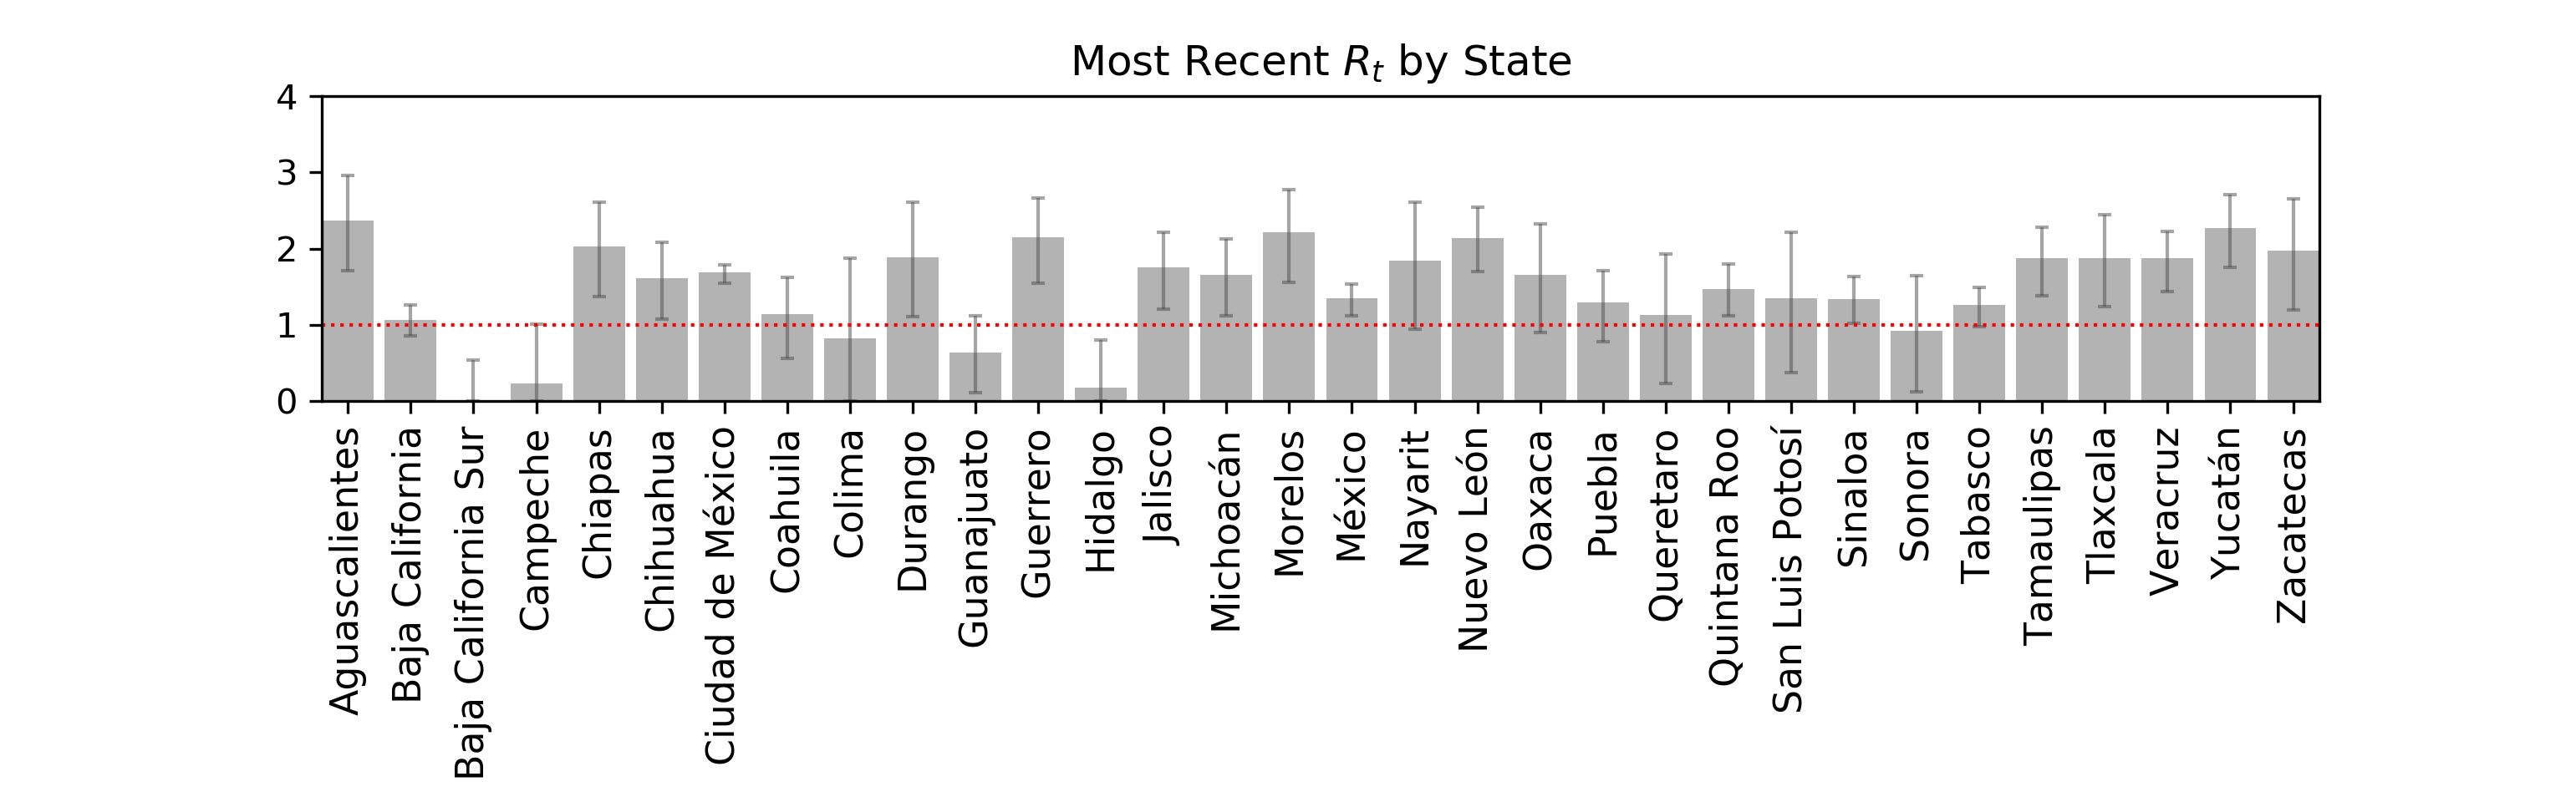 Most Recent R_t by State
4
3
2
1
0
Aguascalientes
Baja California
Baja California Sur
Campeche
Chiapas
Chihuahua
Ciudad de México
Coahuila
Colima
Durango
Guanajuato
Guerrero
Hidalgo
Jalisco
Michoacán
Morelos
México
Nayarit
Nuevo León
Oaxaca
Puebla
Queretaro
Quintana Roo
San Luis Potosí
Sinaloa
Sonora
Tabasco
Tamaulipas
Tlaxcala
Veracruz
Yucatán
Zacatecas